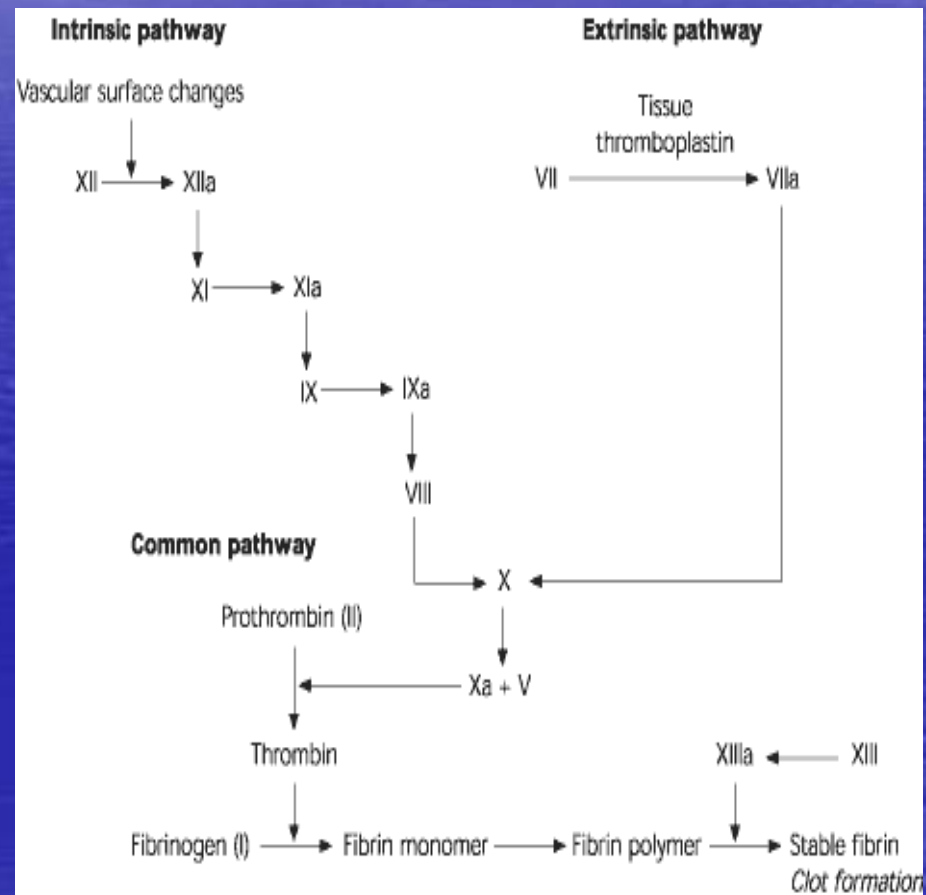 Intrinsic pathway
Extrinsic pathway
Vascular surface changes
Tissue
thromboplastin
XII
XIIa
VII
VIIa
XI
XIa
IX
IXa
VIII
Common pathway
X
Prothrombin (II)
Xa + V
Thrombin
XIIIa
XIII
Fibrinogen (I)
Fibrin monomer
Fibrin polymer
Stable fibrin
Clot formation